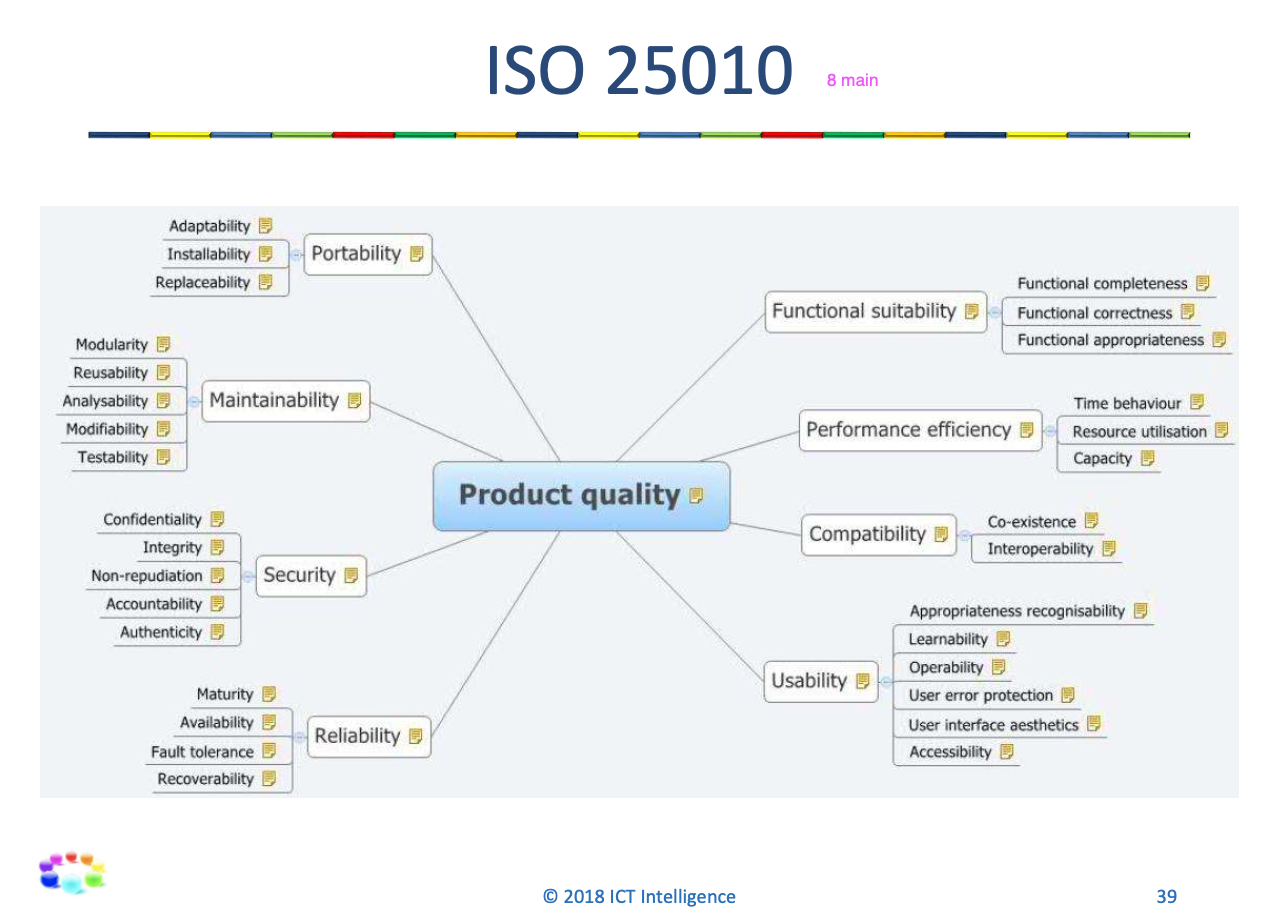 ISO 25010
8 main
Adaptability
Installability
Replaceability
Portability
Modularity
Reusability
Analysability
Modifiability
Testability
Maintainability
Confidentiality
Integrity
Non-repudiation
Accountability
Authenticity
Security
Maturity
Availability
Fault tolerance
Recoverability
Reliability
Product quality
Functional suitability
Functional completeness
Functional correctness
Functional appropriateness
Performance efficiency
Time behaviour
Resource utilisation
Capacity
Compatibility
Co-existence
Interoperability
Usability
Appropriateness recognisability
Learnability
Operability
User error protection
User interface aesthetics
Accessibility
© 2018 ICT Intelligence
39